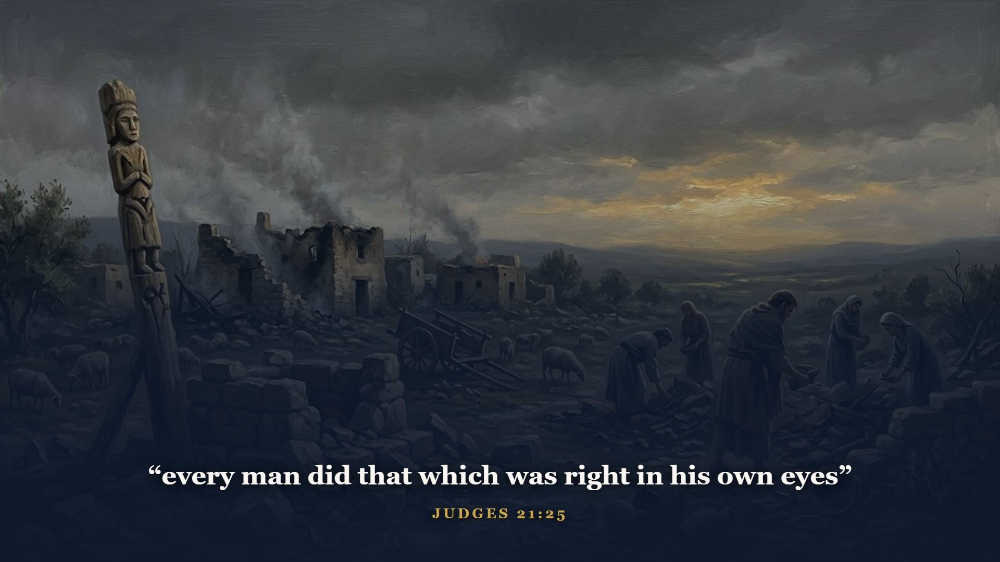 “every man did that which was right in his own eyes”
JUDGES 21:25